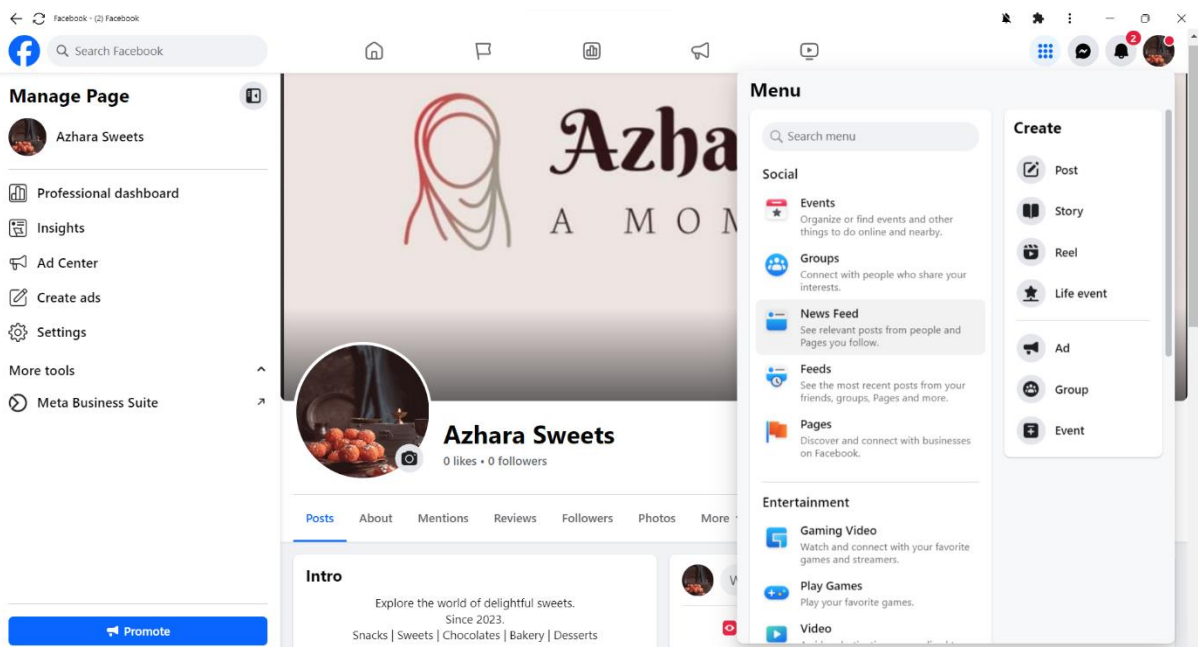 Facebook - (2) Facebook
Search Facebook
2
Manage Page
Azhara Sweets
Professional dashboard
Insights
Ad Center
Create ads
Settings
More tools
Meta Business Suite
Promote
Azha
A MOM
Azhara Sweets
0 likes • 0 followers
Posts About Mentions Reviews Followers Photos More
Intro
Explore the world of delightful sweets.
Since 2023.
Snacks | Sweets | Chocolates | Bakery | Desserts
Menu
Search menu
Social
Events
Organize or find events and other
things to do online and nearby.
Groups
Connect with people who share your
interests.
News Feed
See relevant posts from people and
Pages you follow.
Feeds
See the most recent posts from your
friends, groups, Pages and more.
Pages
Discover and connect with businesses
on Facebook.
Entertainment
Gaming Video
Watch and connect with your favorite
games and streamers.
Play Games
Play your favorite games.
Video
Create
Post
Story
Reel
Life event
Ad
Group
Event